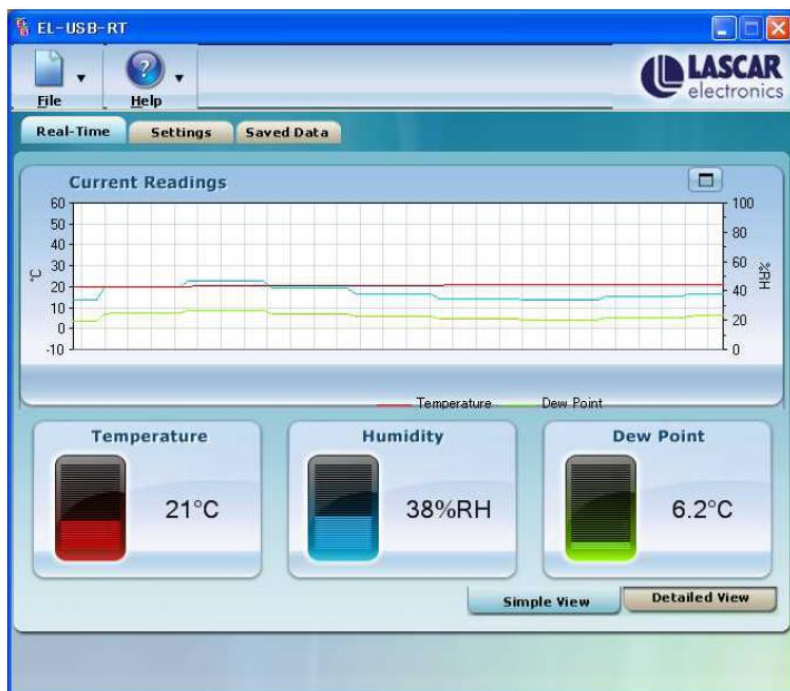 EL-USB-RT
File
Help
LASCAR
electronics
Real-Time
Settings
Saved Data
Current Readings
60
50
40
30
20
10
0
-10
°C
100
80
60
40
20
0
%RH
Temperature
Dew Point
Temperature
Humidity
Dew Point
21°C
38%RH
6.2°C
Simple View
Detailed View